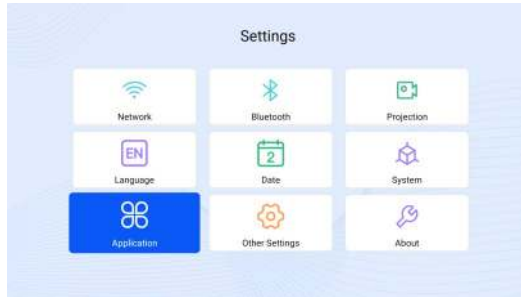 Settings
Network
Bluetooth
Projection
EN
Language
2
Date
System
Application
Other Settings
About